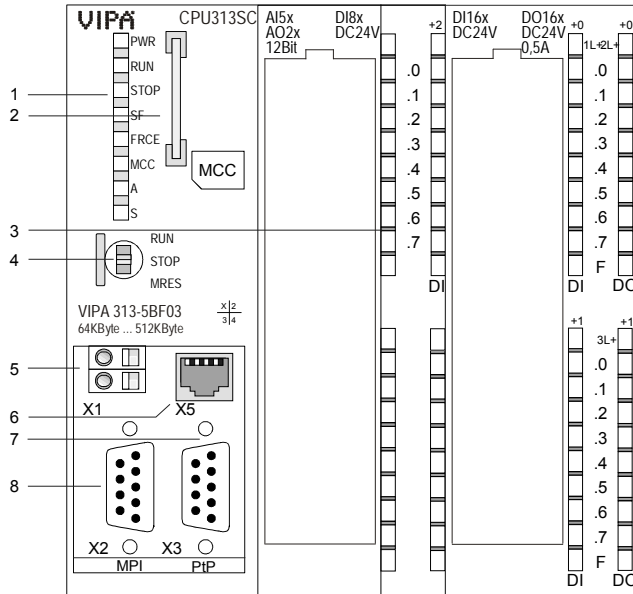 VIPA CPU313SC
PWR
RUN
STOP
SF
FRCE
MCC
A
S
MCC
1
2
3
4
5
6
7
8
RUN
STOP
MRES
VIPA 313-5BF03
64KByte ... 512KByte
X 2
3 4
X1
X5
X2
MPI
X3
PtP
AI5x
AO2x
12Bit
DI8x
DC24V
+2
.0
.1
.2
.3
.4
.5
.6
.7
DI
DI16x
DC24V
DO16x
DC24V
0,5A
+0
1L+2L+
+0
.0
.1
.2
.3
.4
.5
.6
.7
F
DI
DO
+1
3L+
+1
.0
.1
.2
.3
.4
.5
.6
.7
F
DI
DO